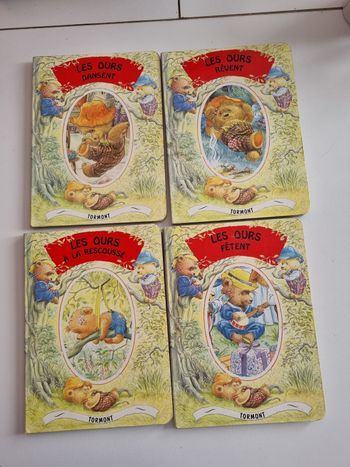 LES OURS
DANSENT
TORMONT
LES OURS
RÊVENT
TORMONT
LES OURS
À LA RESCOUSSE
TORMONT
LES OURS
FÊTENT
TORMONT